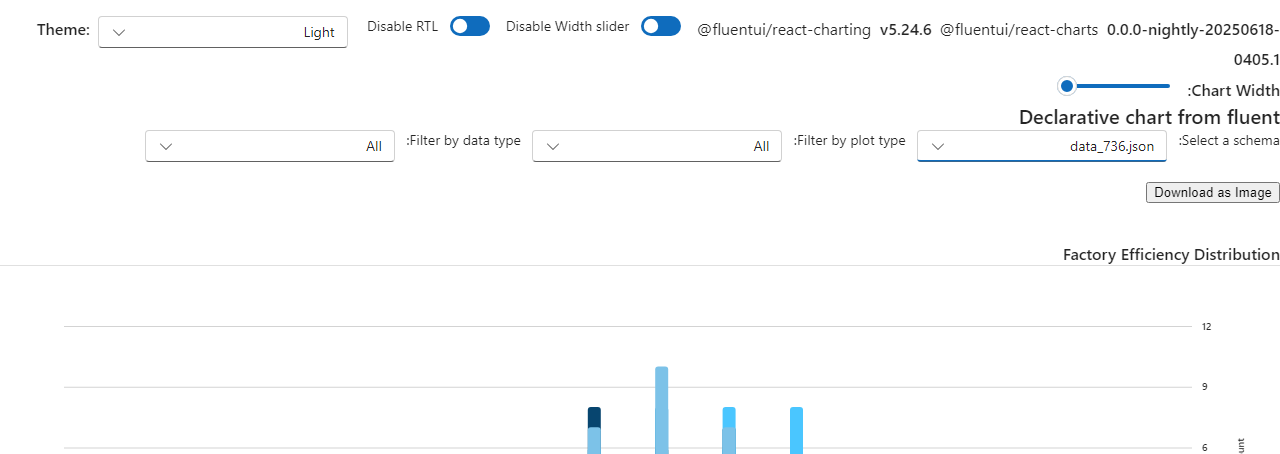 Theme: Light Disable RTL Disable Width slider @fluentui/react-charting v5.24.6 @fluentui/react-charts 0.0.0-nightly-20250618-
0405.1
:Chart Width
Declarative chart from fluent
:Select a schema data_736.json :Filter by plot type All :Filter by data type All
Download as Image
Factory Efficiency Distribution
12
9
6